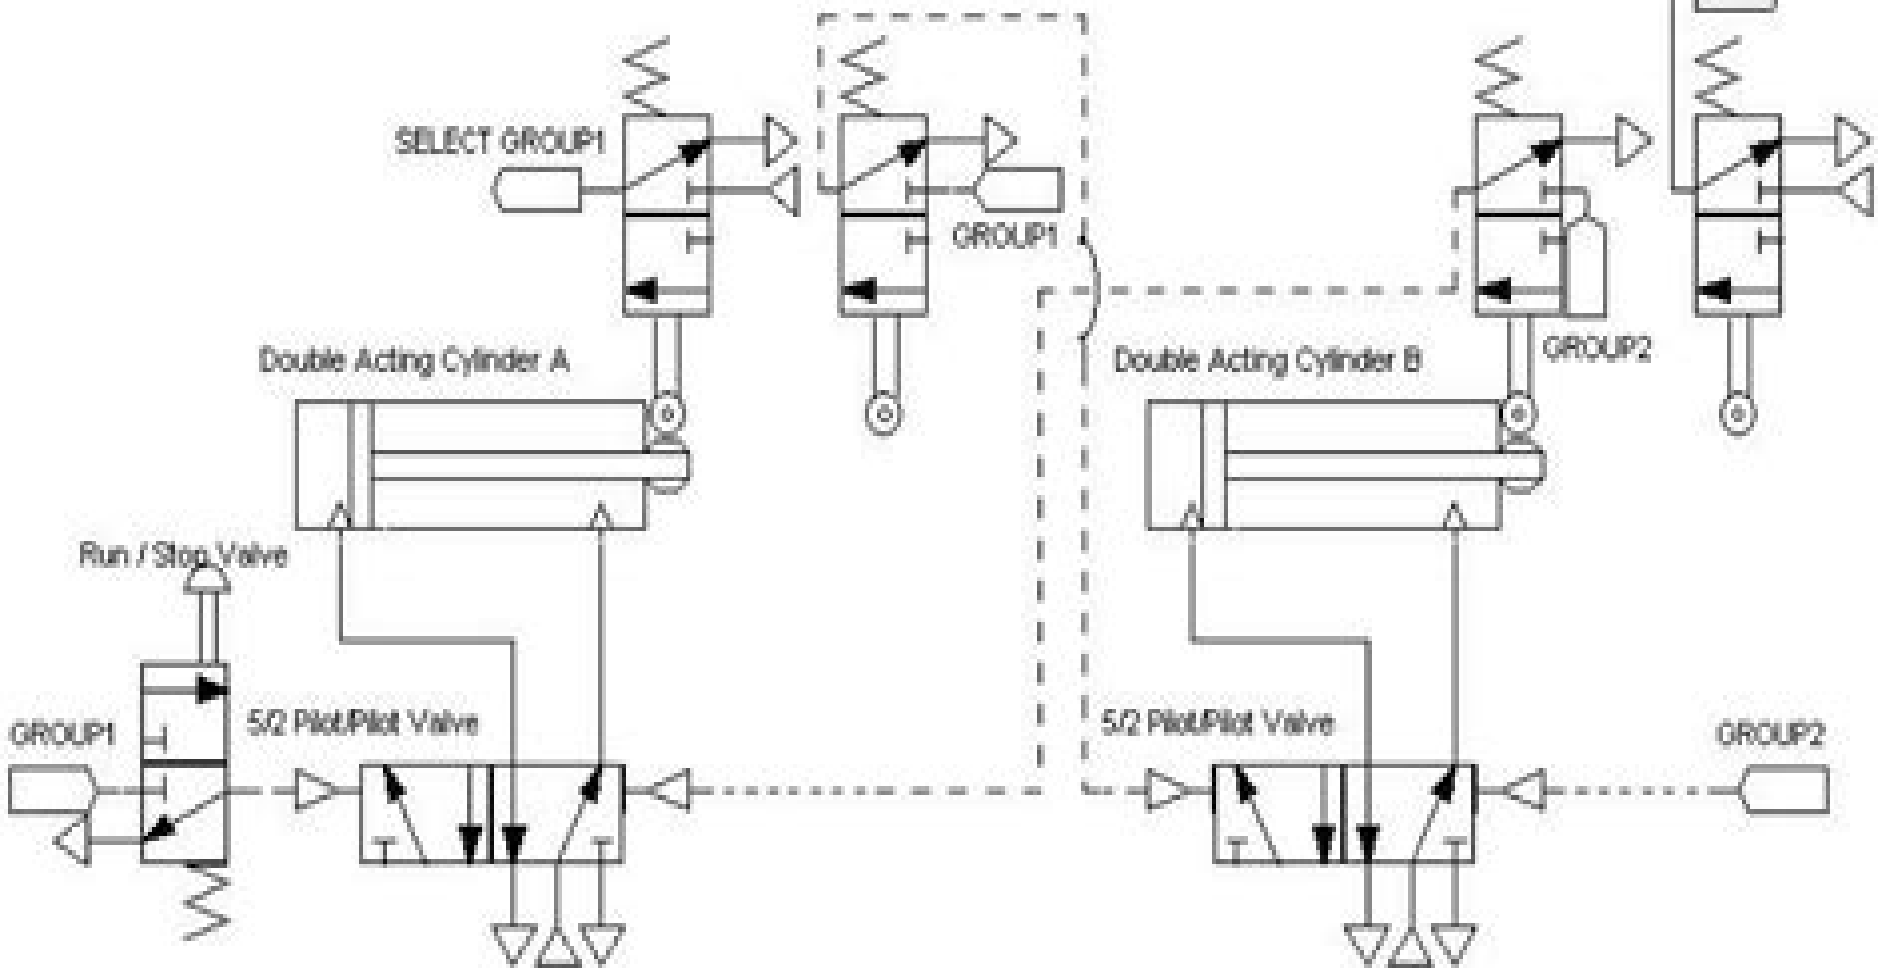 SELECT GROUP1
GROUP1
Double Acting Cylinder A
Double Acting Cylinder B
GROUP2
Run / Stop Valve
GROUP1
5/2 Pilot/Pilot Valve
5/2 Pilot/Pilot Valve
GROUP2